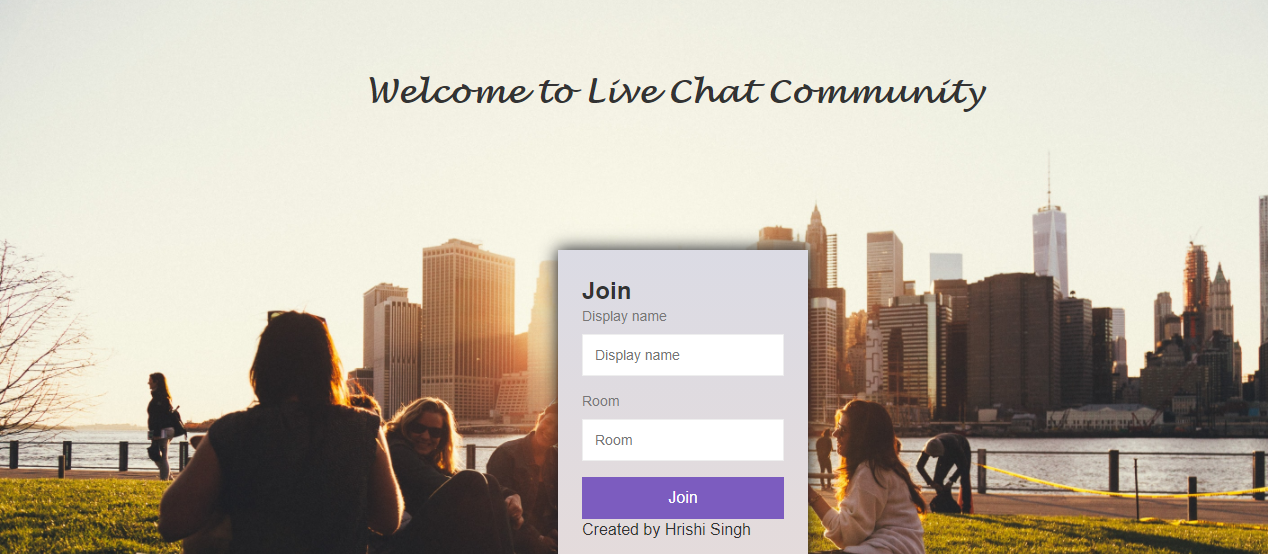 Welcome to Live Chat Community
Join
Display name
Display name
Room
Room
Join
Created by Hrishi Singh